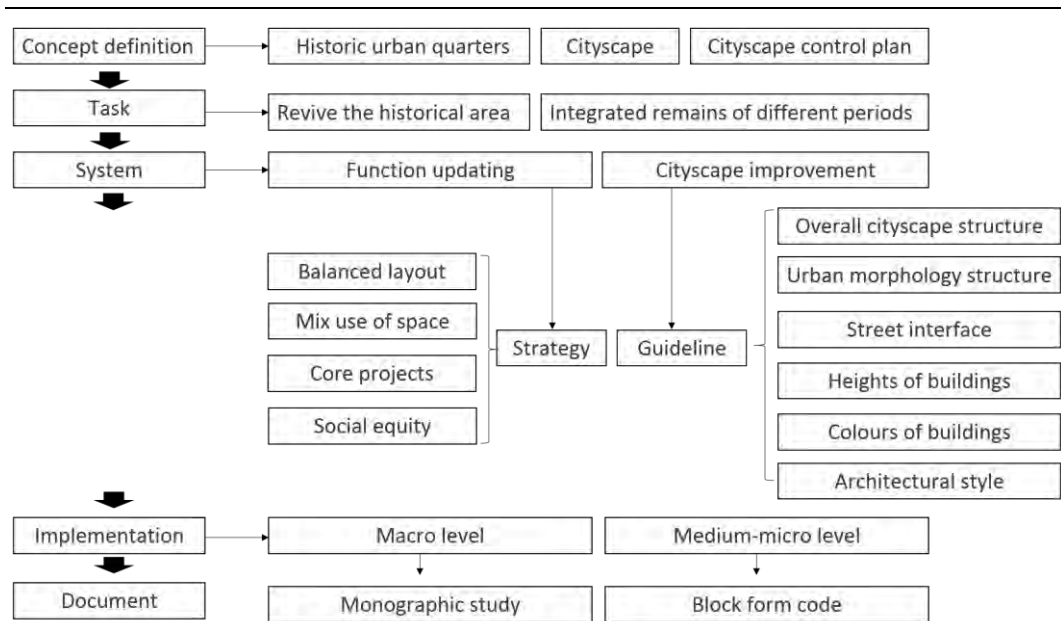 Concept definition
Historic urban quarters
Cityscape
Cityscape control plan
Task
Revive the historical area
Integrated remains of different periods
System
Function updating
Cityscape improvement
Balanced layout
Mix use of space
Core projects
Social equity
Strategy
Guideline
Overall cityscape structure
Urban morphology structure
Street interface
Heights of buildings
Colours of buildings
Architectural style
Implementation
Macro level
Medium-micro level
Document
Monographic study
Block form code